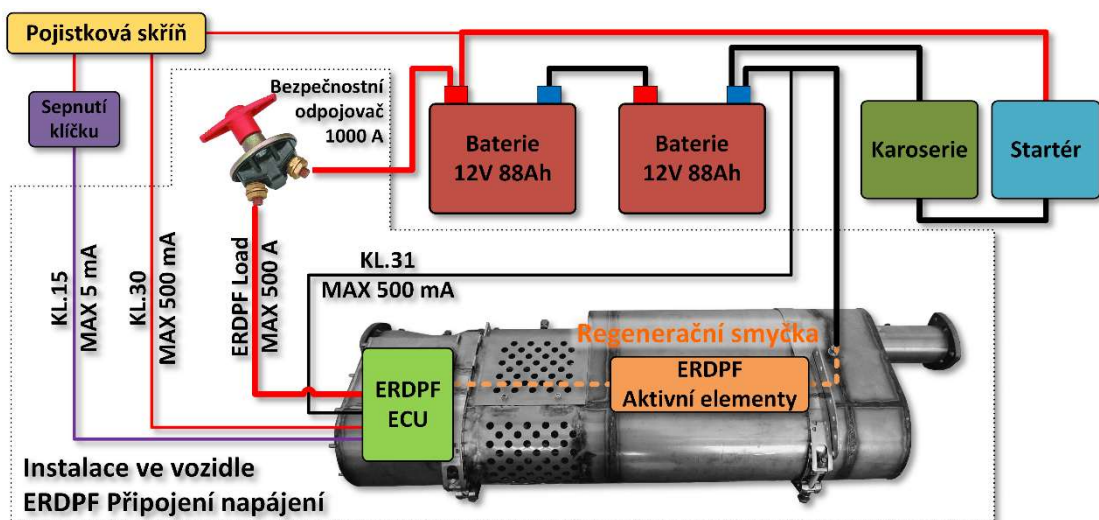 Pojistková skříň
Sepnutí
klíčku
Bezpečnostní
odpojovač
1000 A
Baterie
12V 88Ah
Baterie
12V 88Ah
Karoserie
Startér
KL.15
MAX 5 mA
KL.30
MAX 500 mA
ERDPF Load
MAX 500 A
KL.31
MAX 500 mA
Regenerační smyčka
ERDPF
ECU
ERDPF
Aktivní elementy
Instalace ve vozidle
ERDPF Připojení napájení